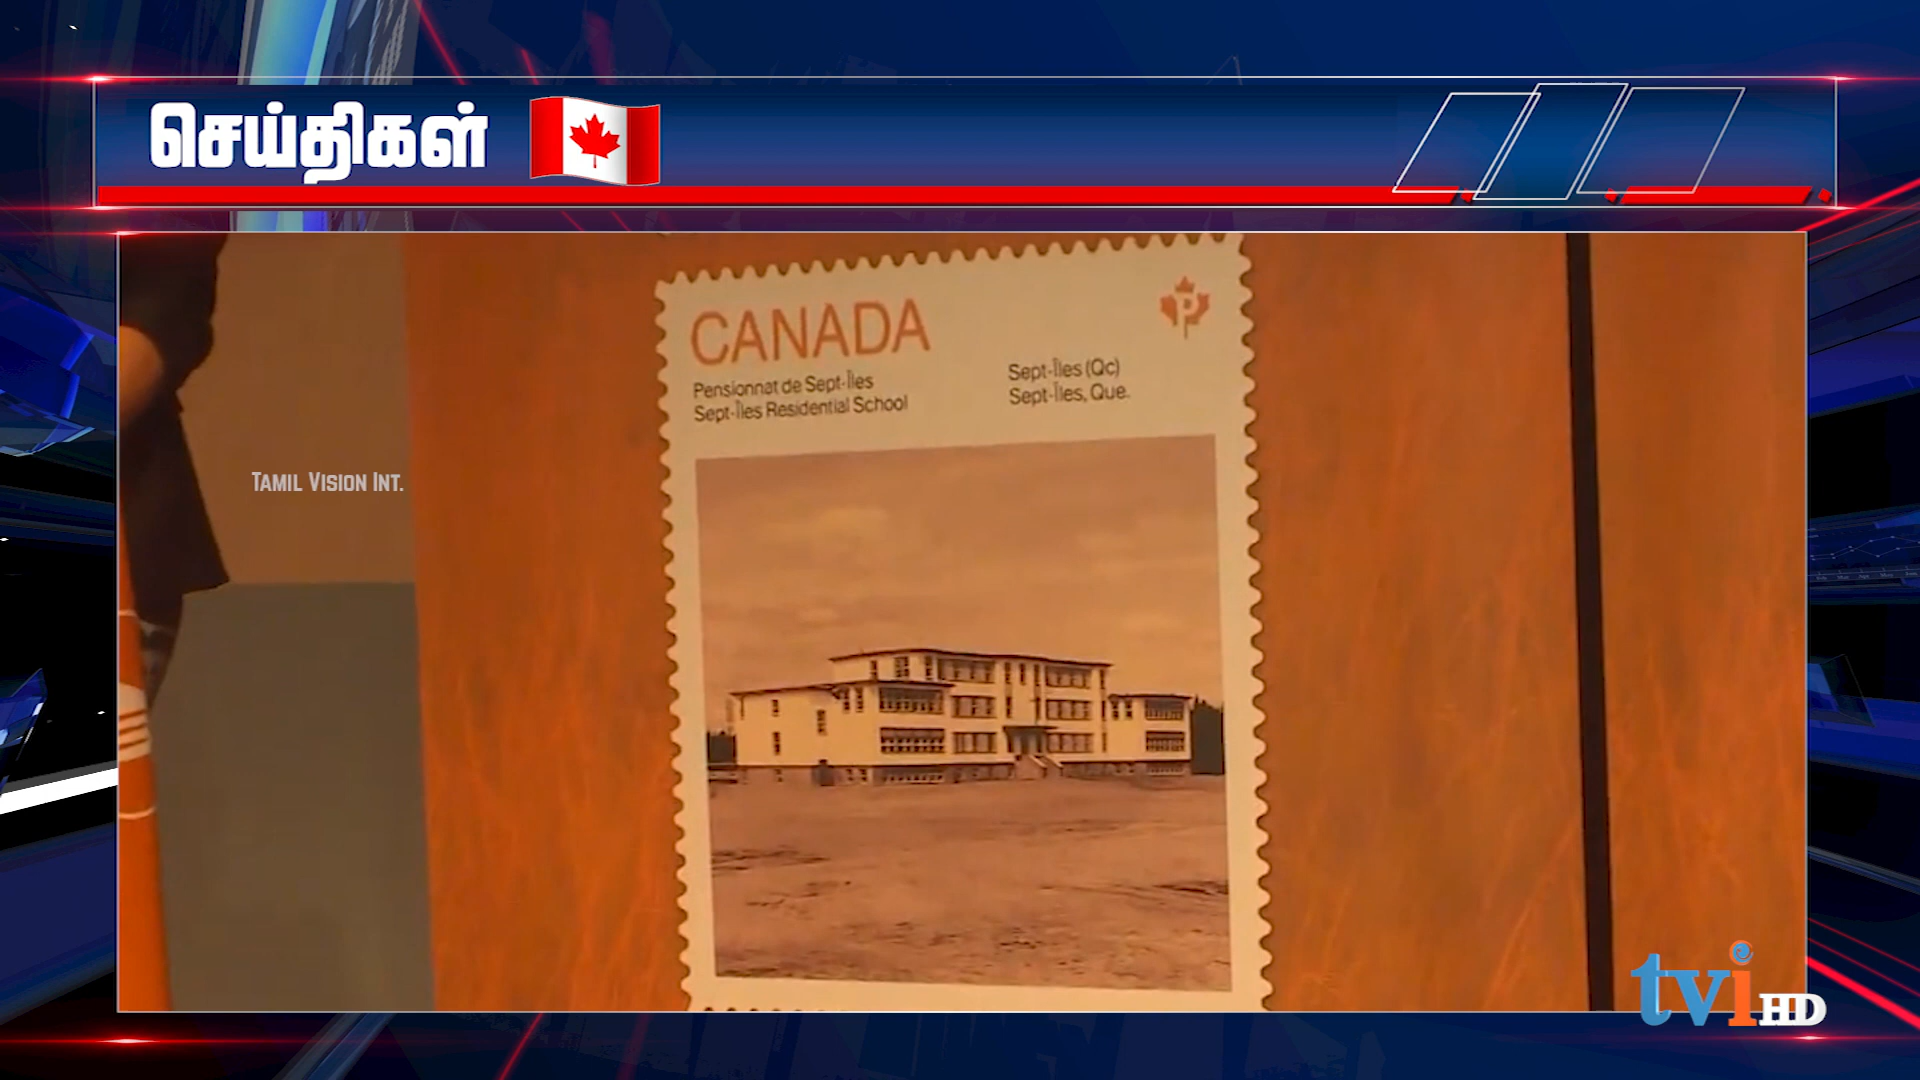 செய்திகள்
CANADA
P
Pensionnat de Sept-Îles
Sept-Îles Residential School
Sept-Îles (Qc)
Sept-Îles, Que.
TAMIL VISION INT.
tvi HD